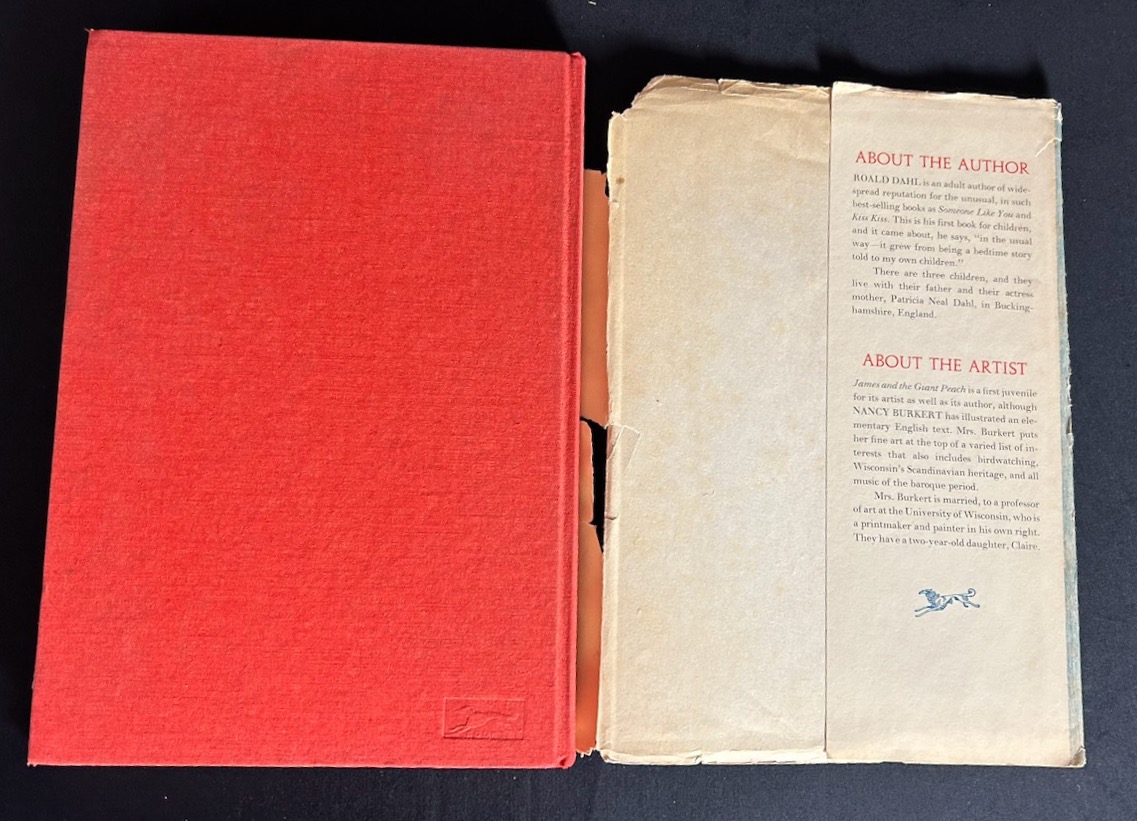 ABOUT THE AUTHOR
ROALD DAHL is an adult author of wide-
spread reputation for the unusual, in such
best-selling books as Someone Like You and
Kiss Kiss. This is his first book for children,
and it came about, he says, "in the usual
way—it grew from being a bedtime story
told to my own children."
There are three children, and they
live with their father and their actress
mother, Patricia Neal Dahl, in Bucking-
hamshire, England.
ABOUT THE ARTIST
James and the Giant Peach is a first juvenile
for its artist as well as its author, although
NANCY BURKERT has illustrated an ele-
mentary English text. Mrs. Burkert puts
her fine art at the top of a varied list of in-
terests that also includes birdwatching,
Wisconsin's Scandinavian heritage, and all
music of the baroque period.
Mrs. Burkert is married, to a professor
of art at the University of Wisconsin, who is
a printmaker and painter in his own right.
They have a two-year-old daughter, Claire.